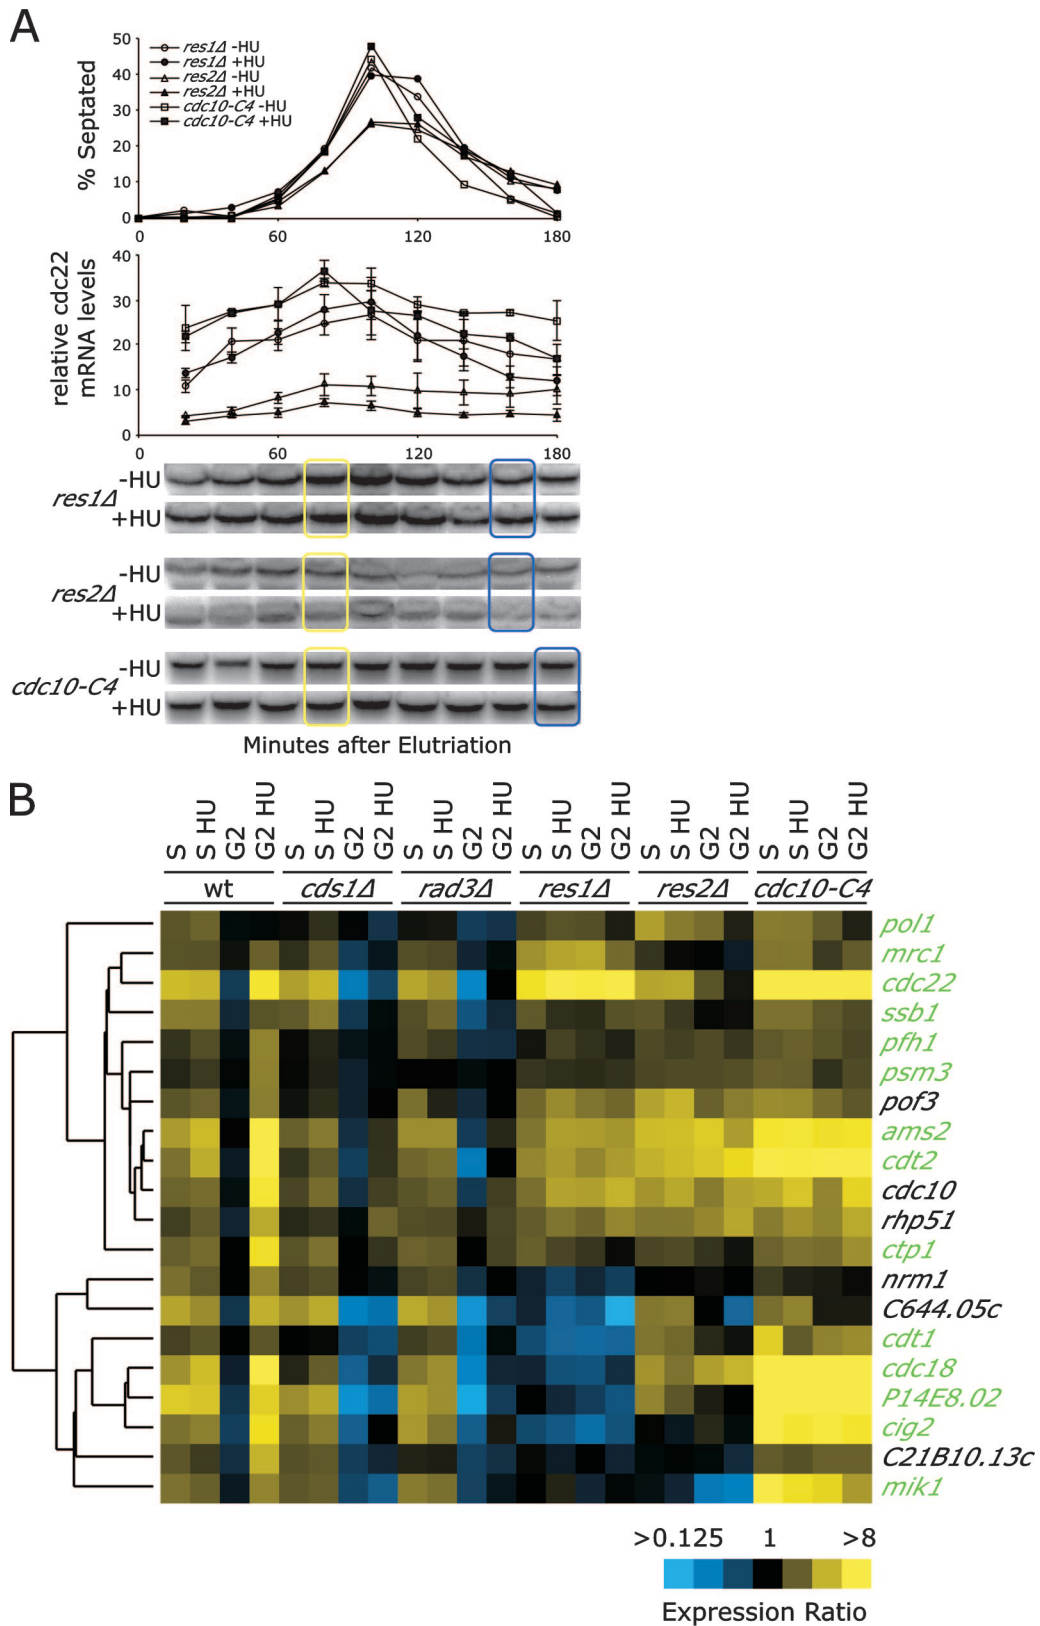 A
res1Δ -HU
res1Δ +HU
res2Δ -HU
res2Δ +HU
cdc10-C4 -HU
cdc10-C4 +HU
% Septated
50
40
30
20
10
0
0 60 120 180
relative cdc22
mRNA levels
40
30
20
10
0
0 60 120 180
res1Δ
-HU
+HU
res2Δ
-HU
+HU
cdc10-C4
-HU
+HU
Minutes after Elutriation
B
S S HU G2 G2 HU S S HU G2 G2 HU S S HU G2 G2 HU S S HU G2 G2 HU S S HU G2 G2 HU S S HU G2 G2 HU
wt cds1Δ rad3Δ res1Δ res2Δ cdc10-C4
pol1
mrc1
cdc22
ssb1
pfh1
psm3
pof3
ams2
cdt2
cdc10
rhp51
ctp1
nrm1
C644.05c
cdt1
cdc18
P14E8.02
cig2
C21B10.13c
mik1
>0.125 1 >8
Expression Ratio